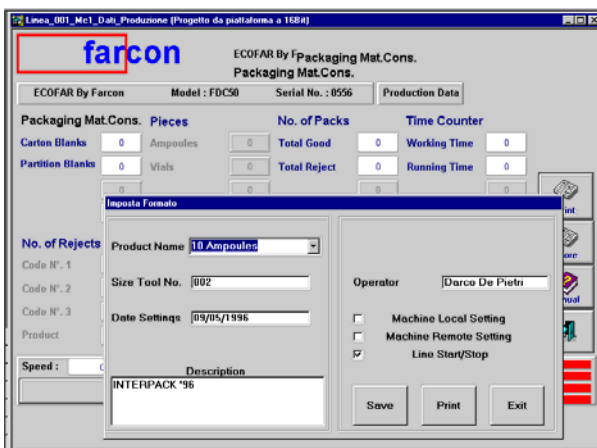 Linea_001_Mc1_Dati_Produzione (Progetto da piattaforma a 16Bit)
farcon
ECOFAR By F Packaging Mat.Cons.
Packaging Mat.Cons.
ECOFAR By Farcon Model : FDC50 Serial No. : 0556 Production Data
Packaging Mat.Cons. Pieces No. of Packs Time Counter
Carton Blanks 0 Ampoules 0 Total Good 0 Working Time 0
Partition Blanks 0 Vials 0 Total Reject 0 Running Time 0
0 0 0
int
Imposta Formato
No. of Rejects
Product Name 10 Ampoules
ore
Code N°. 1
Size Tool No. 002
Operator Darco De Pietri
Code N°. 2
nual
Code N°. 3
Date Settings 09/05/1996
Machine Local Setting
Product
Machine Remote Setting
Line Start/Stop
Speed :
Description
INTERPACK '96
Save Print Exit